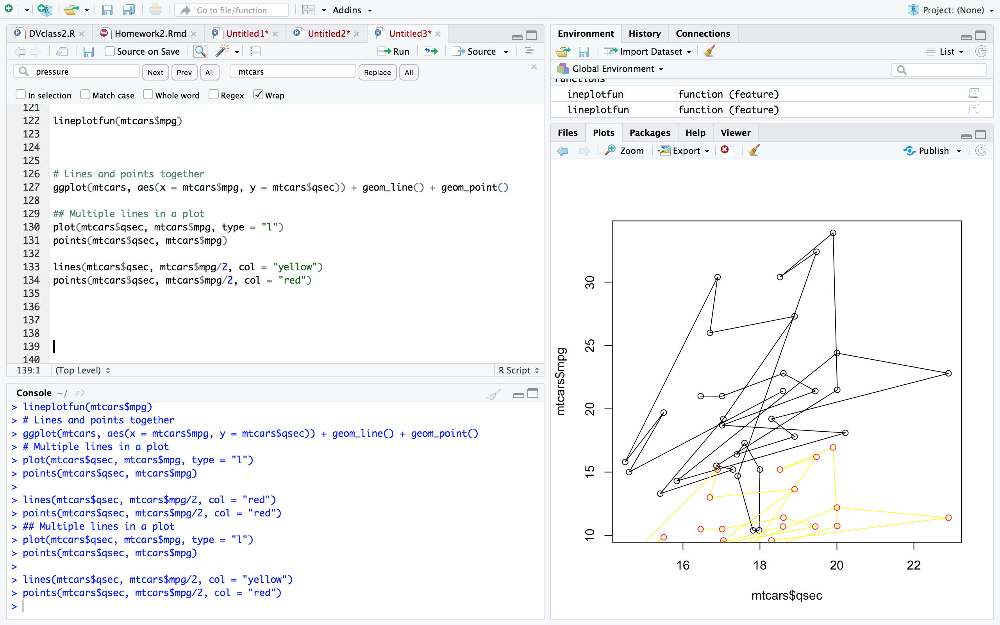 Go to file/function
Addins
Project: (None)
DVclass2.R
Homework2.Rmd
Untitled1*
Untitled2*
Untitled3*
Source on Save
Run
Source
pressure
Next
Prev
All
mtcars
Replace
All
In selection
Match case
Whole word
Regex
Wrap
121
122 lineplotfun(mtcars$mpg)
123
124
125
126 # Lines and points together
127 ggplot(mtcars, aes(x = mtcars$mpg, y = mtcars$qsec)) + geom_line() + geom_point()
128
129 ## Multiple lines in a plot
130 plot(mtcars$qsec, mtcars$mpg, type = "l")
131 points(mtcars$qsec, mtcars$mpg)
132
133 lines(mtcars$qsec, mtcars$mpg/2, col = "yellow")
134 points(mtcars$qsec, mtcars$mpg/2, col = "red")
135
136
137
138
139
140
139:1 (Top Level) R Script
Console ~/
> lineplotfun(mtcars$mpg)
> # Lines and points together
> ggplot(mtcars, aes(x = mtcars$mpg, y = mtcars$qsec)) + geom_line() + geom_point()
> # Multiple lines in a plot
> plot(mtcars$qsec, mtcars$mpg, type = "l")
> points(mtcars$qsec, mtcars$mpg)
>
> lines(mtcars$qsec, mtcars$mpg/2, col = "red")
> points(mtcars$qsec, mtcars$mpg/2, col = "red")
> ## Multiple lines in a plot
> plot(mtcars$qsec, mtcars$mpg, type = "l")
> points(mtcars$qsec, mtcars$mpg)
>
> lines(mtcars$qsec, mtcars$mpg/2, col = "yellow")
> points(mtcars$qsec, mtcars$mpg/2, col = "red")
>
Environment
History
Connections
Import Dataset
List
Global Environment
Functions
ineplotfun function (feature)
lineplotfun function (feature)
Files
Plots
Packages
Help
Viewer
Zoom
Export
Publish
mtcars$mpg
30
25
20
15
10
16 18 20 22
mtcars$qsec